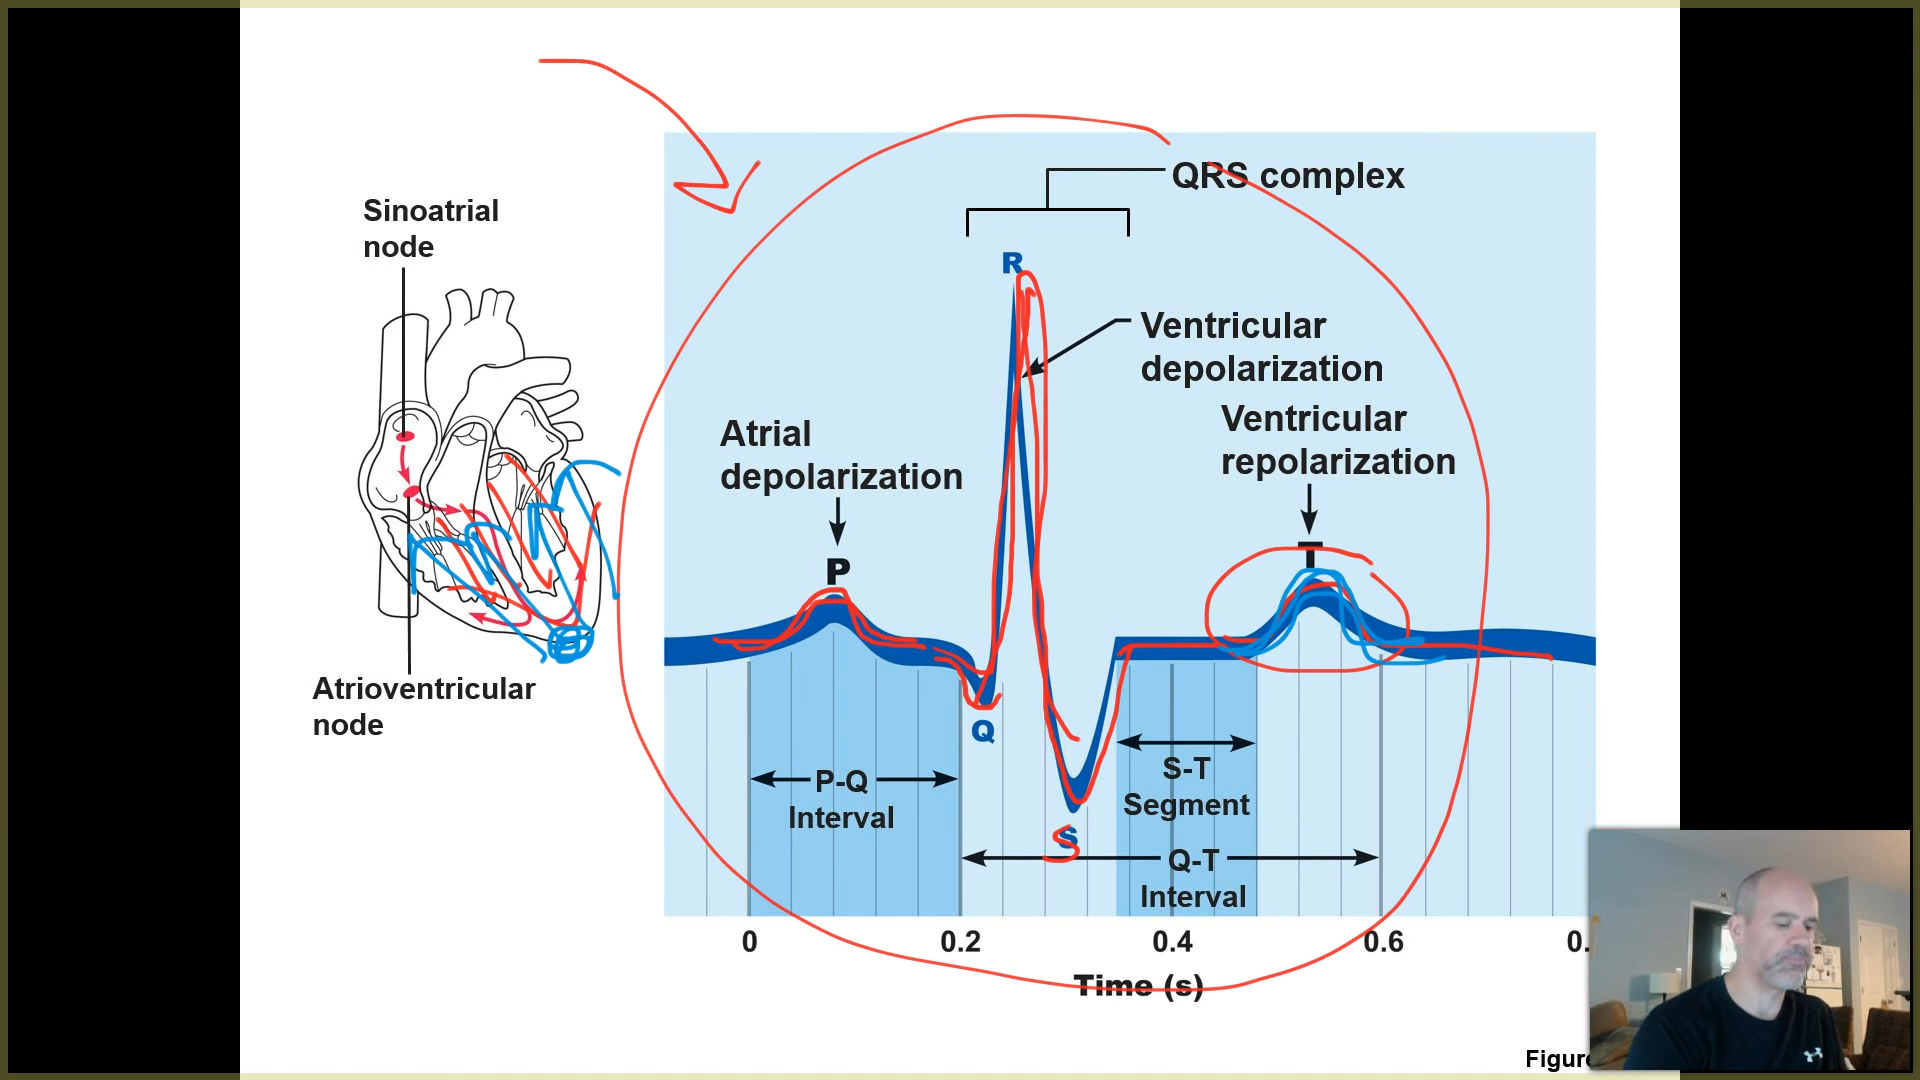 QRS complex
Sinoatrial
node
R
Ventricular
depolarization
Ventricular
repolarization
Atrial
depolarization
T
P
Atrioventricular
node
Q
P-Q
Interval
S-T
Segment
S
Q-T
Interval
0
0.2
0.4
0.6
0.
Time (s)
Figure